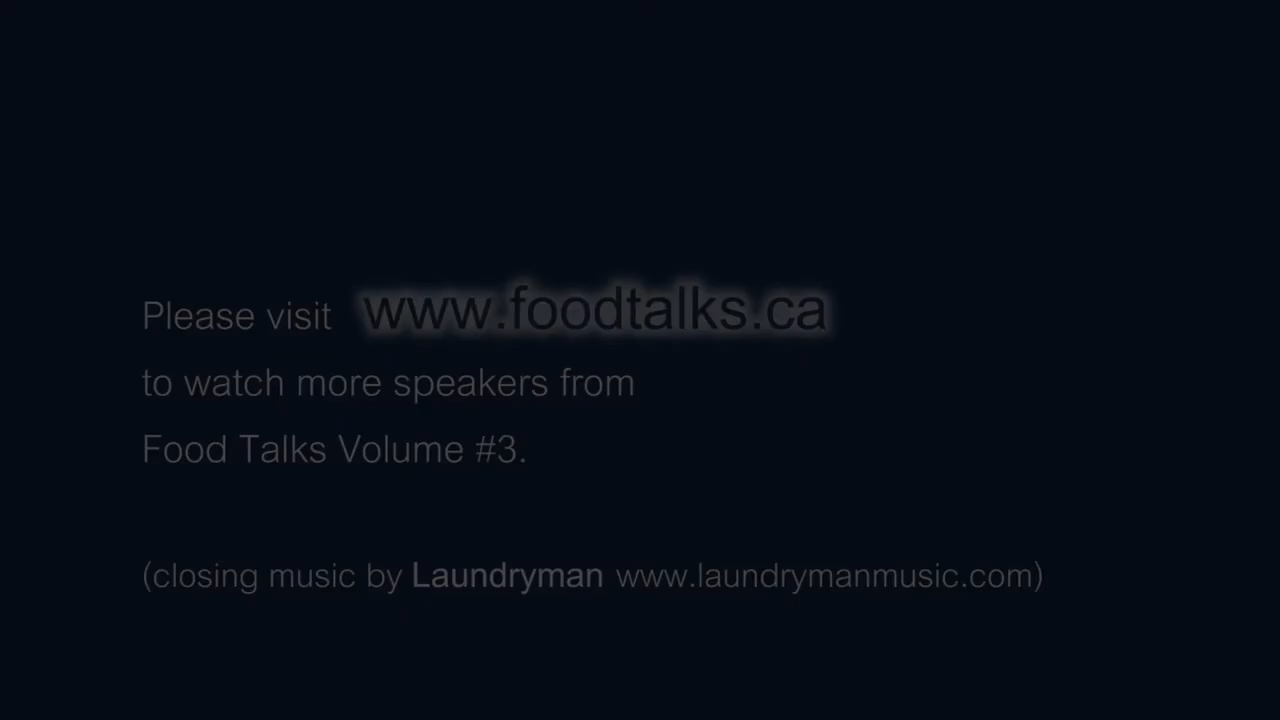 Please visit www.foodtalks.ca
to watch more speakers from
Food Talks Volume #3.
(closing music by Laundryman www.laundrymanmusic.com)